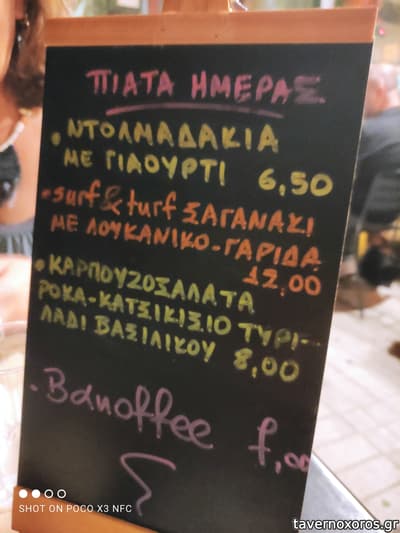 ΠΙΑΤΑ ΗΜΕΡΑΣ
• ΝΤΟΛΜΑΔΑΚΙΑ
ΜΕ ΓΙΑΟΥΡΤΙ 6,50
• surf & turf ΣΑΓΑΝΑΚΙ
ΜΕ ΛΟΥΚΑΝΙΚΟ-ΓΑΡΙΔΑ
12,00
• ΚΑΡΠΟΥΖΟΣΑΛΑΤΑ
ΡΟΚΑ-ΚΑΤΣΙΚΙΣΙΟ ΤΥΡΙ-
ΛΑΔΙ ΒΑΣΙΛΙΚΟΥ 8,00
• Banoffee
SHOT ON POCO X3 NFC
tavernoxoros.gr